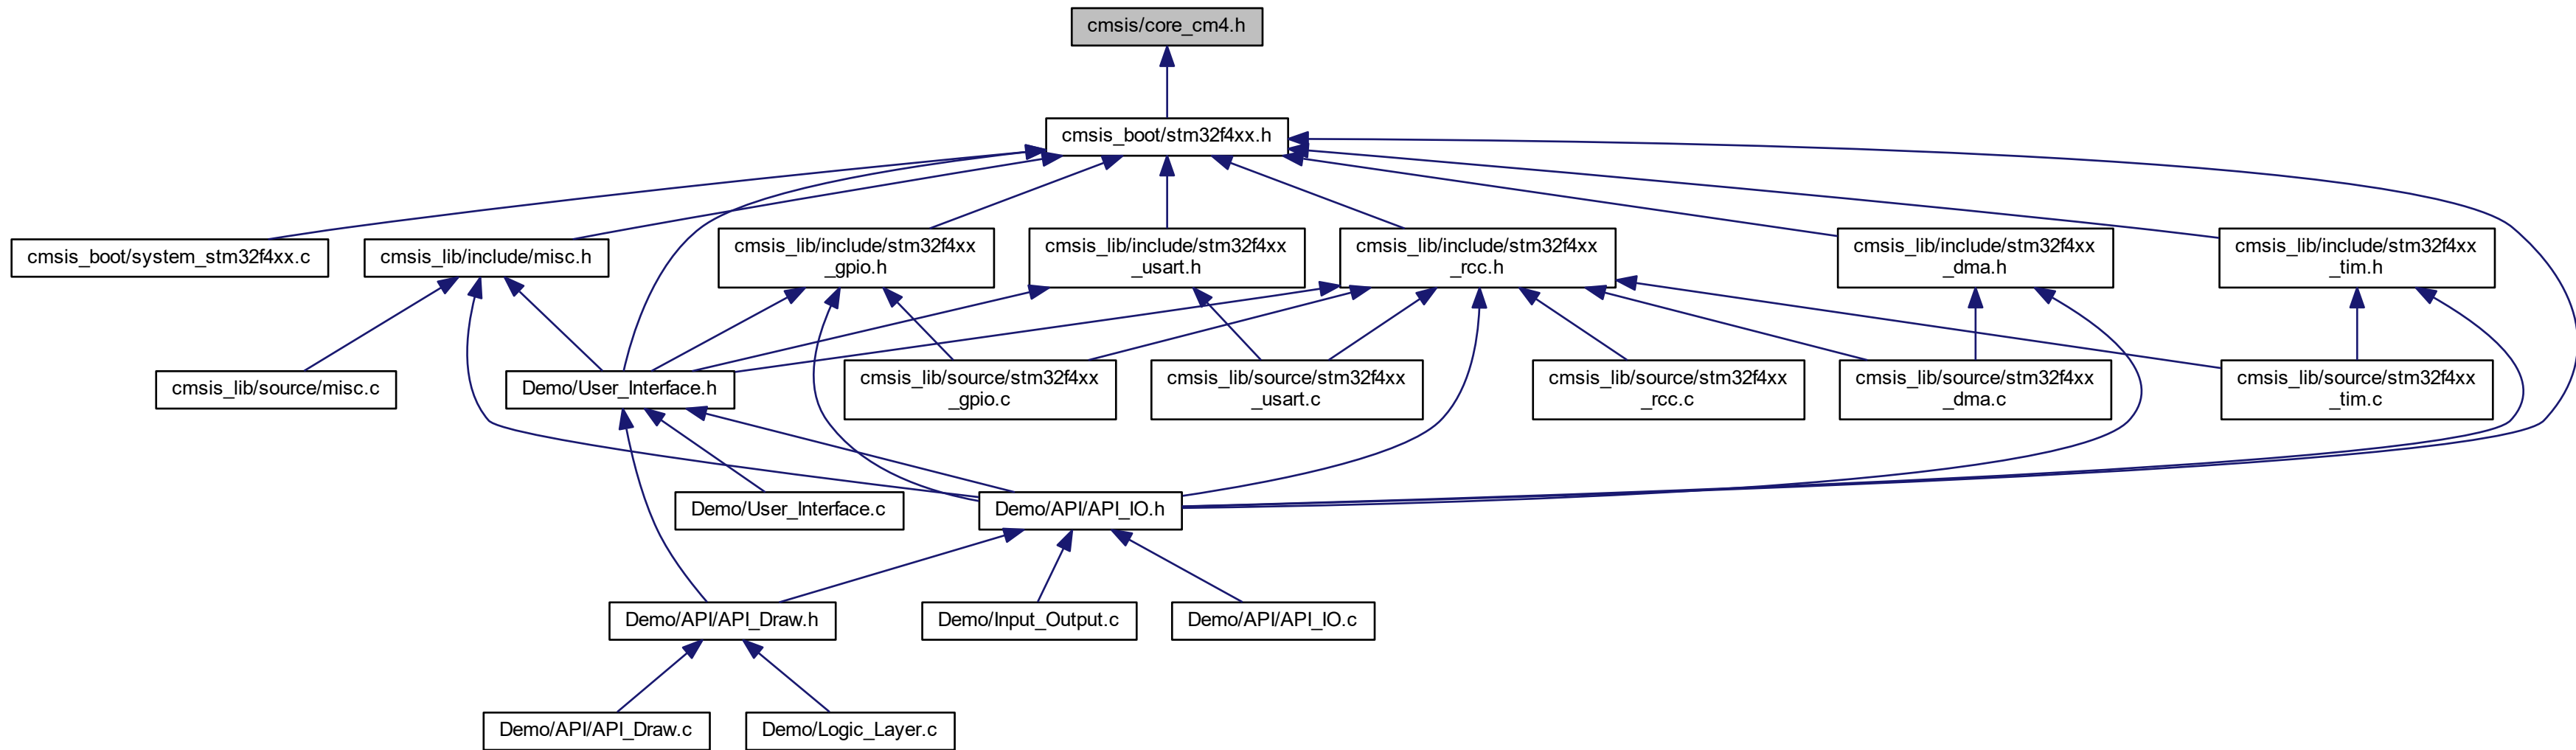 cmsis/core_cm4.h
cmsis_boot/stm32f4xx.h
cmsis_boot/system_stm32f4xx.c
cmsis_lib/include/misc.h
cmsis_lib/include/stm32f4xx
_gpio.h
cmsis_lib/include/stm32f4xx
_usart.h
cmsis_lib/include/stm32f4xx
_rcc.h
cmsis_lib/include/stm32f4xx
_dma.h
cmsis_lib/include/stm32f4xx
_tim.h
cmsis_lib/source/misc.c
Demo/User_Interface.h
cmsis_lib/source/stm32f4xx
_gpio.c
cmsis_lib/source/stm32f4xx
_usart.c
cmsis_lib/source/stm32f4xx
_rcc.c
cmsis_lib/source/stm32f4xx
_dma.c
cmsis_lib/source/stm32f4xx
_tim.c
Demo/User_Interface.c
Demo/API/API_IO.h
Demo/API/API_Draw.h
Demo/Input_Output.c
Demo/API/API_IO.c
Demo/API/API_Draw.c
Demo/Logic_Layer.c